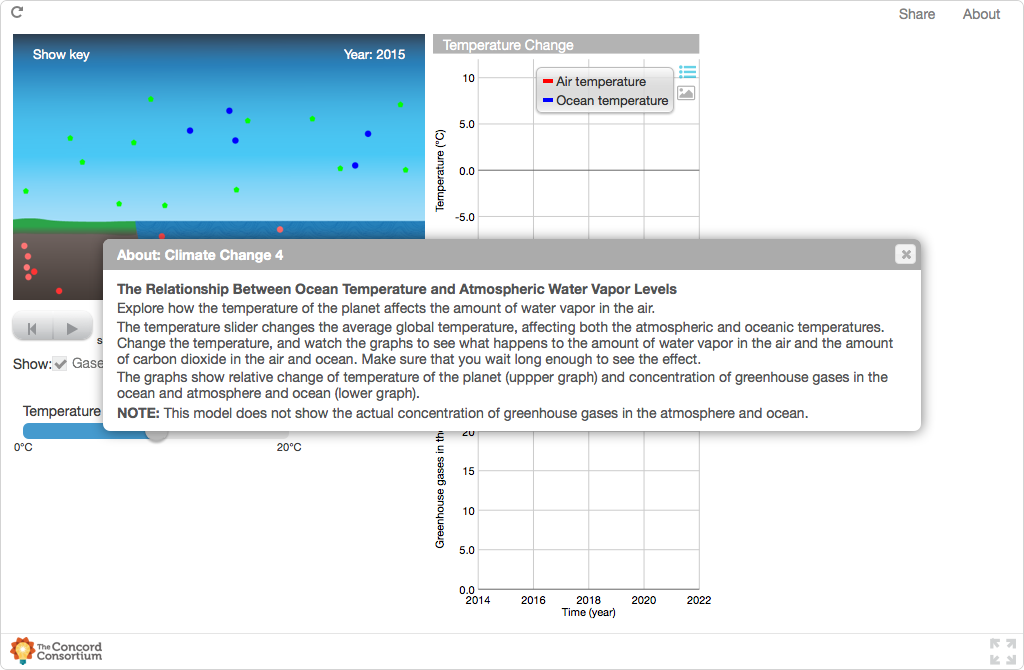 Share About
Show key Year: 2015
Temperature Change
Air temperature
Ocean temperature
10
5.0
0.0
-5.0
Temperature (°C)
About: Climate Change 4
The Relationship Between Ocean Temperature and Atmospheric Water Vapor Levels
Explore how the temperature of the planet affects the amount of water vapor in the air.
The temperature slider changes the average global temperature, affecting both the atmospheric and oceanic temperatures.
Change the temperature, and watch the graphs to see what happens to the amount of water vapor in the air and the amount
of carbon dioxide in the air and ocean. Make sure that you wait long enough to see the effect.
The graphs show relative change of temperature of the planet (uppper graph) and concentration of greenhouse gases in the
ocean and atmosphere and ocean (lower graph).
NOTE: This model does not show the actual concentration of greenhouse gases in the atmosphere and ocean.
s
Show: Gase
Temperature
0°C 20°C
20
15
10
5.0
0.0
Greenhouse gases in the
2014 2016 2018 2020 2022
Time (year)
The Concord
Consortium